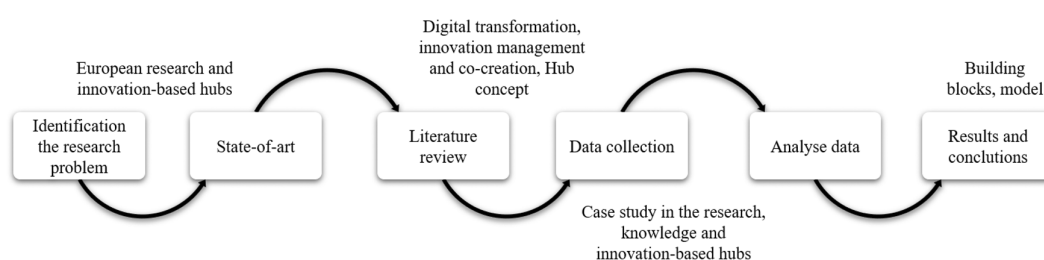 European research and
innovation-based hubs
Digital transformation,
innovation management
and co-creation, Hub
concept
Building
blocks, model
Identification
the research
problem
State-of-art
Literature
review
Data collection
Analyse data
Results and
conclutions
Case study in the research,
knowledge and
innovation-based hubs